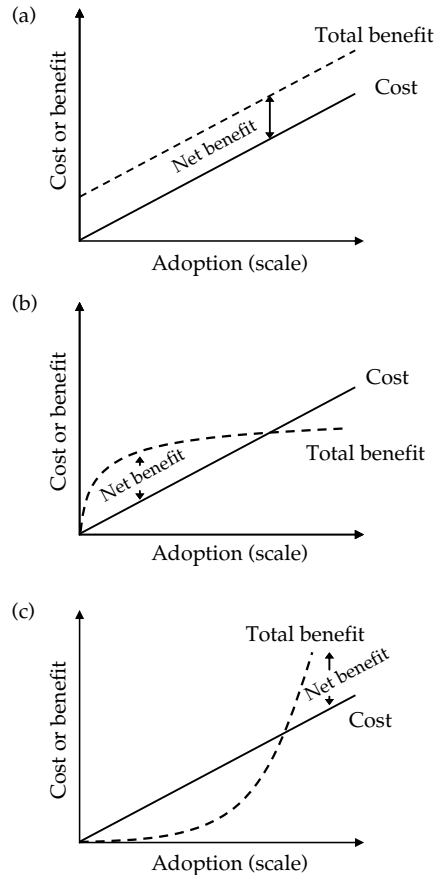 (a)
Total benefit
Cost
Net benefit
Cost or benefit
Adoption (scale)
(b)
Cost
Total benefit
Net benefit
Cost or benefit
Adoption (scale)
(c)
Total benefit
Net benefit
Cost
Cost or benefit
Adoption (scale)